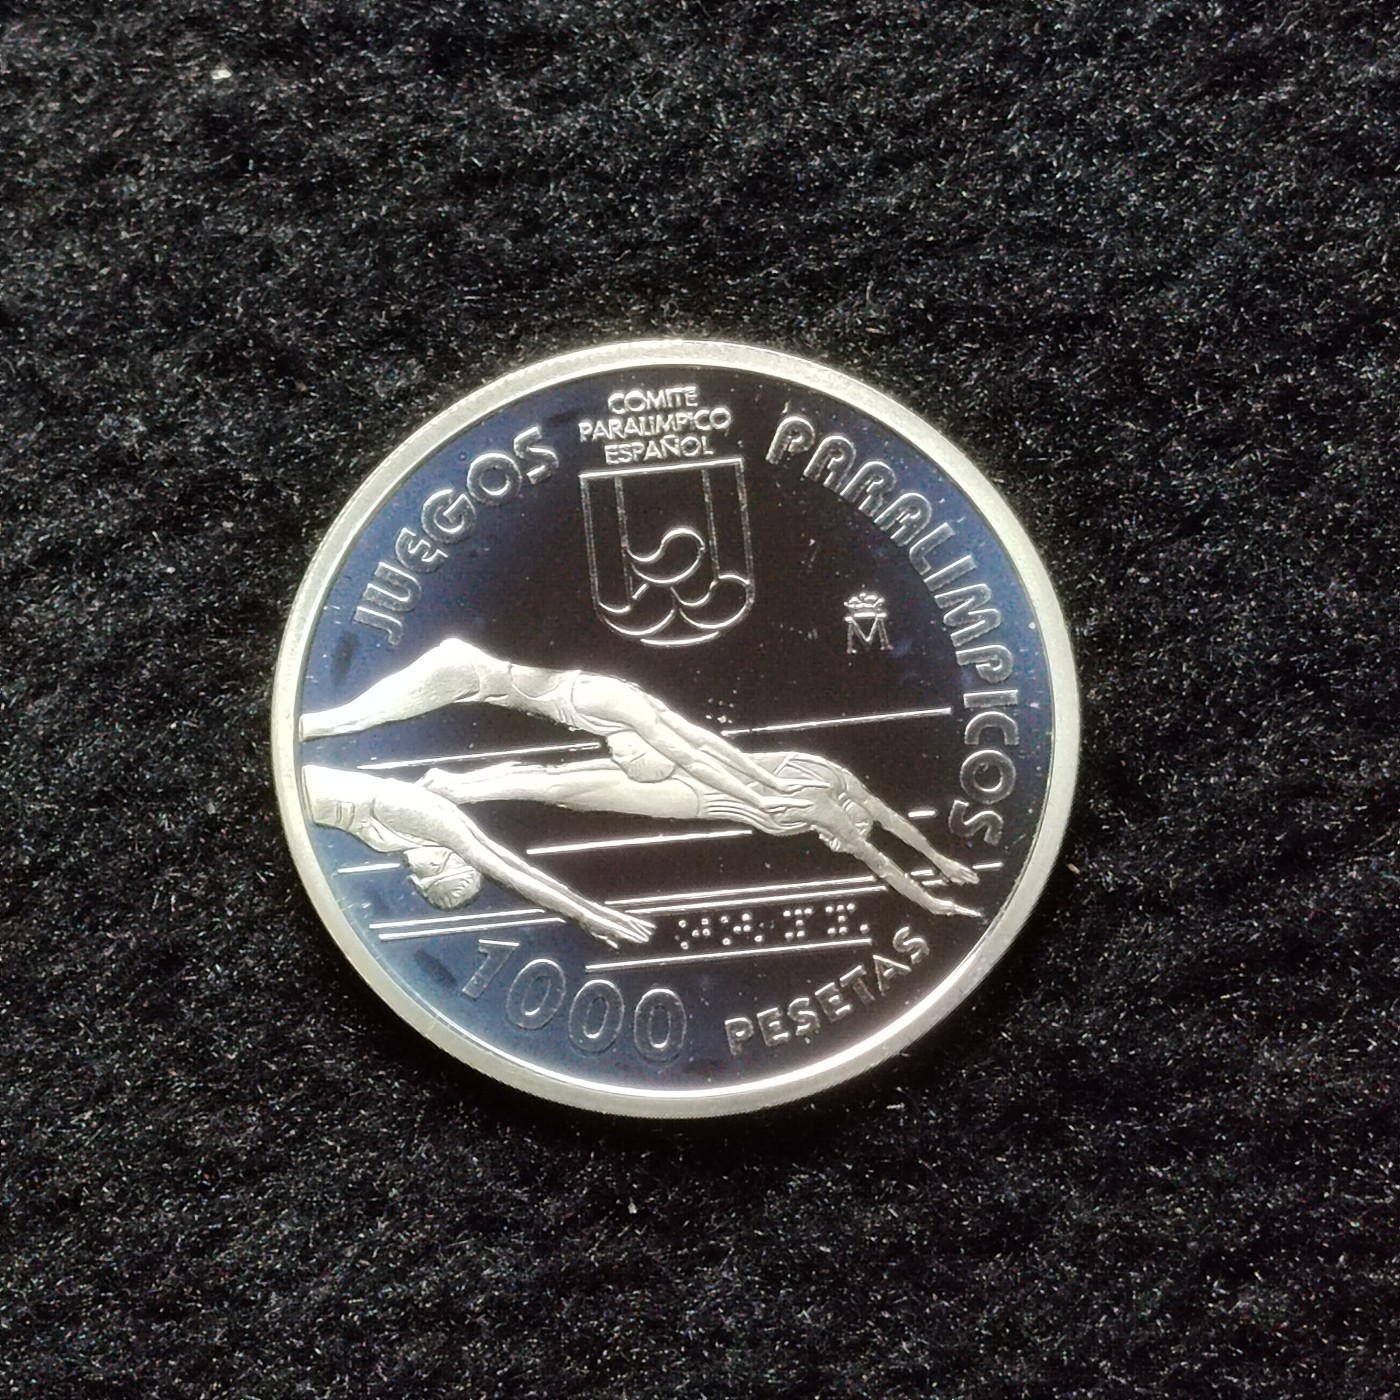 COMITE
PARALIMPICO
ESPAÑOL
JUEGOS PARALIMPICOS
M
1000 PESETAS